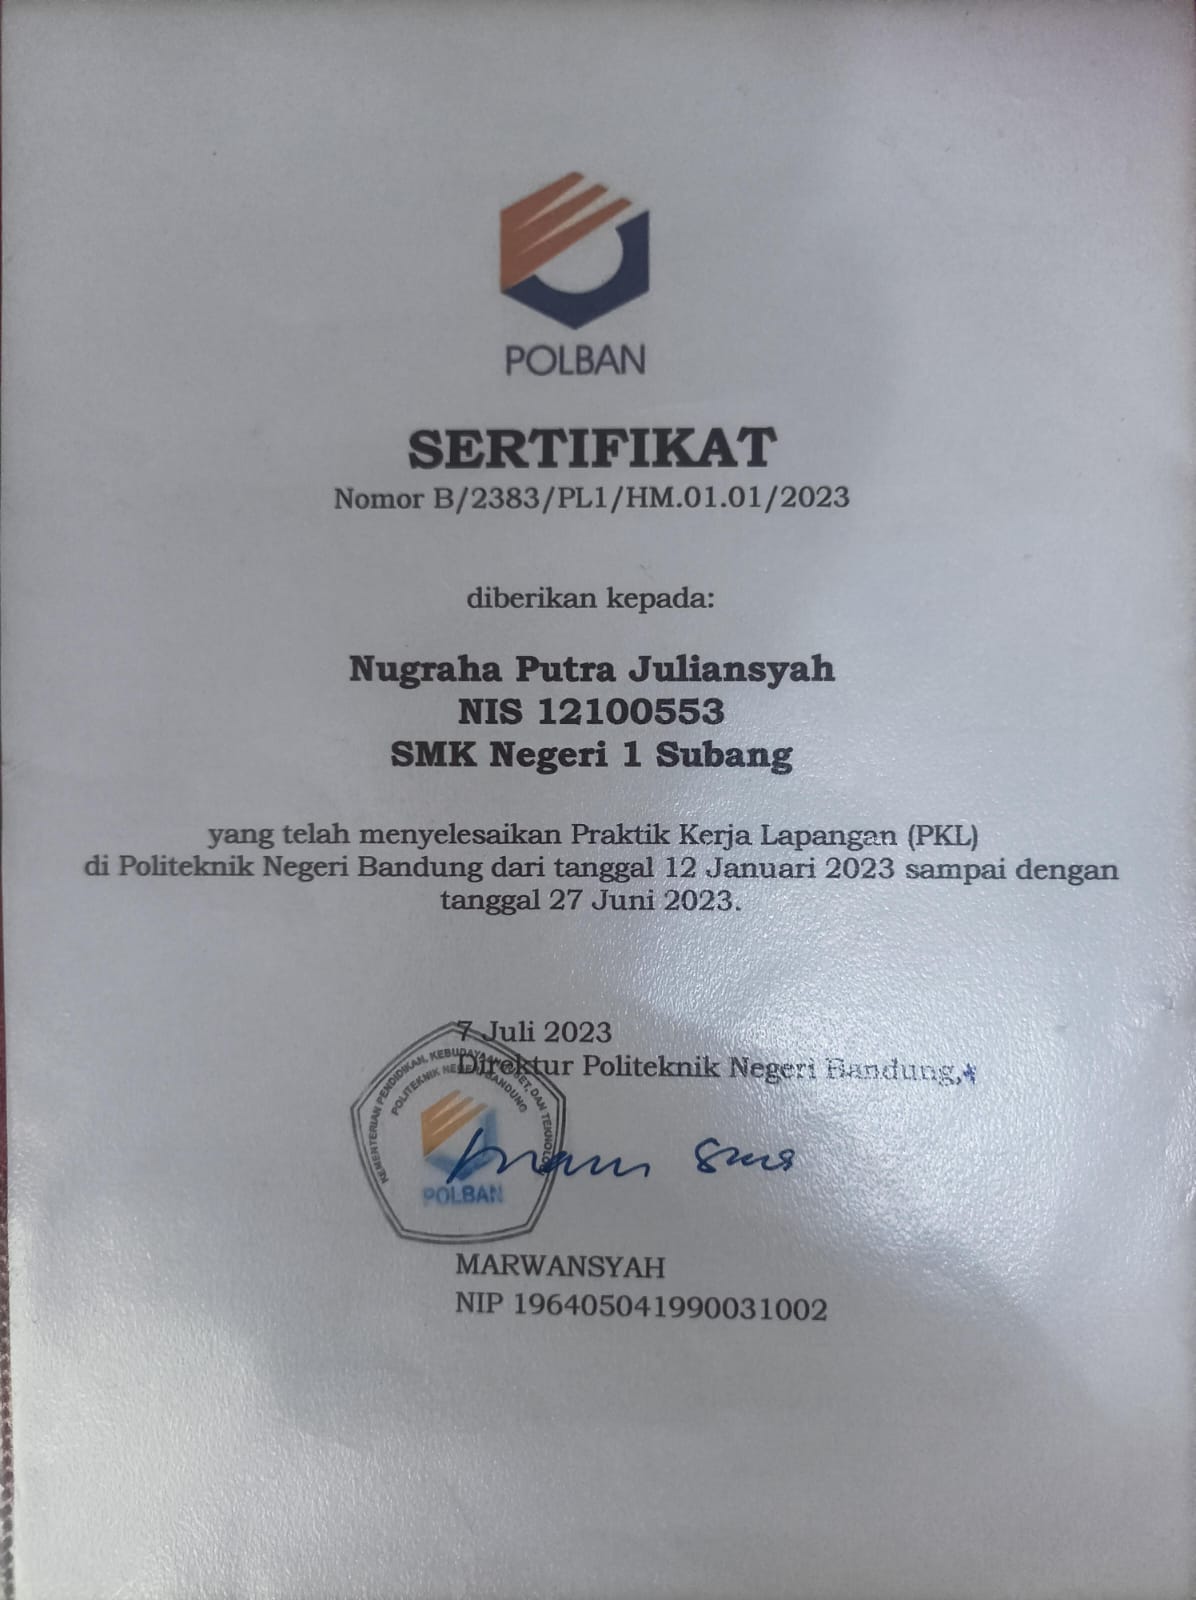 POLBAN
SERTIFIKAT
Nomor B/2383/PL1/HM.01.01/2023
diberikan kepada:
Nugraha Putra Juliansyah
NIS 12100553
SMK Negeri 1 Subang
yang telah menyelesaikan Praktik Kerja Lapangan (PKL)
di Politeknik Negeri Bandung dari tanggal 12 Januari 2023 sampai dengan
tanggal 27 Juni 2023.
7 Juli 2023
Direktur Politeknik Negeri Bandung,
KEMENTERIAN PENDIDIKAN, KEBUDAYAAN, DAN
POLITEKNIK NEGERI BANDUNG
POLBAN
MARWANSYAH
NIP 196405041990031002